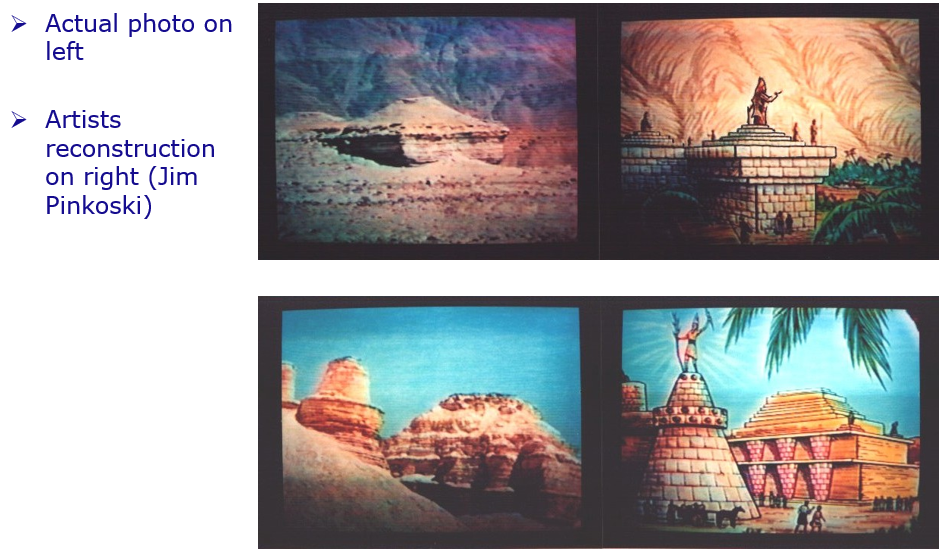 Actual photo on
left
Artists
reconstruction
on right (Jim
Pinkoski)